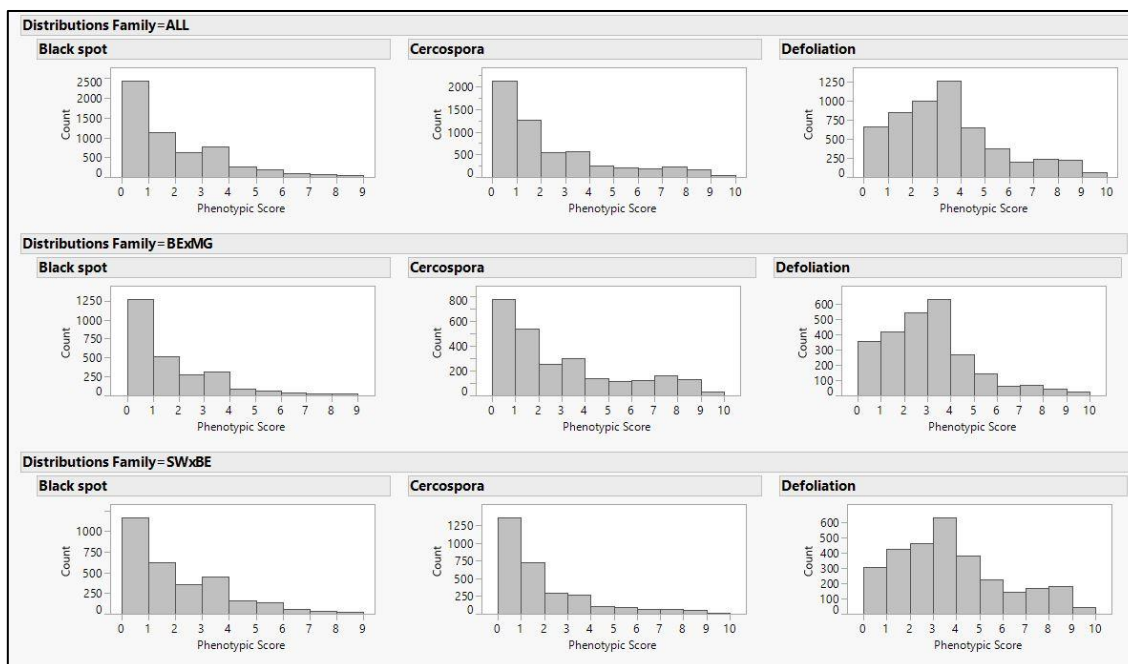 Distributions Family=ALL
Black spot Cercospora Defoliation
2500
2000
1500
1000
500
0
Count
0 1 2 3 4 5 6 7 8 9
Phenotypic Score
2000
1500
1000
500
0
Count
0 1 2 3 4 5 6 7 8 9 10
Phenotypic Score
1250
1000
750
500
250
0
Count
0 1 2 3 4 5 6 7 8 9 10
Phenotypic Score
Distributions Family=BExMG
Black spot Cercospora Defoliation
1250
1000
750
500
250
0
Count
0 1 2 3 4 5 6 7 8 9
Phenotypic Score
800
600
400
200
0
Count
0 1 2 3 4 5 6 7 8 9 10
Phenotypic Score
600
500
400
300
200
100
0
Count
0 1 2 3 4 5 6 7 8 9 10
Phenotypic Score
Distributions Family=SWxBE
Black spot Cercospora Defoliation
1000
750
500
250
0
Count
0 1 2 3 4 5 6 7 8 9
Phenotypic Score
1250
1000
750
500
250
0
Count
0 1 2 3 4 5 6 7 8 9 10
Phenotypic Score
600
500
400
300
200
100
0
Count
0 1 2 3 4 5 6 7 8 9 10
Phenotypic Score